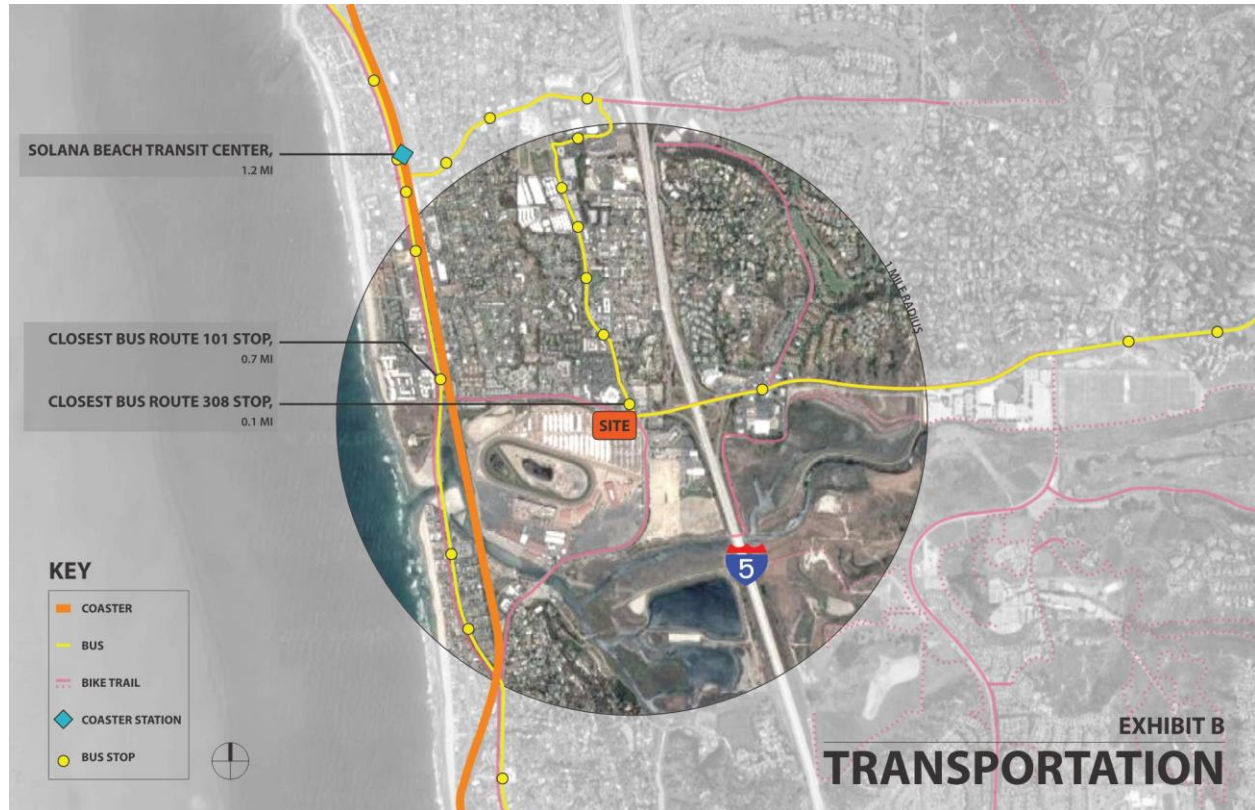 SOLANA BEACH TRANSIT CENTER,
1.2 MI
1 MILE RADIUS
CLOSEST BUS ROUTE 101 STOP,
0.7 MI
CLOSEST BUS ROUTE 308 STOP,
0.1 MI
SITE
5
KEY
COASTER
BUS
BIKE TRAIL
COASTER STATION
BUS STOP
EXHIBIT B
TRANSPORTATION